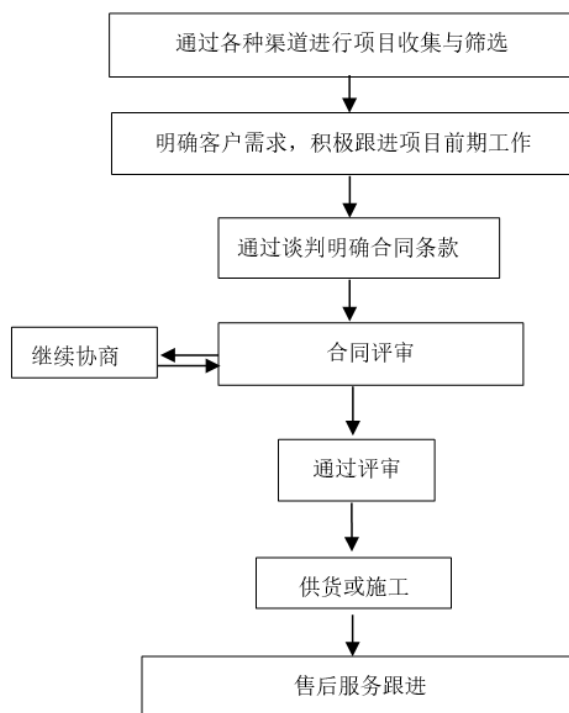 通过各种渠道进行项目收集与筛选
明确客户需求，积极跟进项目前期工作
通过谈判明确合同条款
继续协商
合同评审
通过评审
供货或施工
售后服务跟进